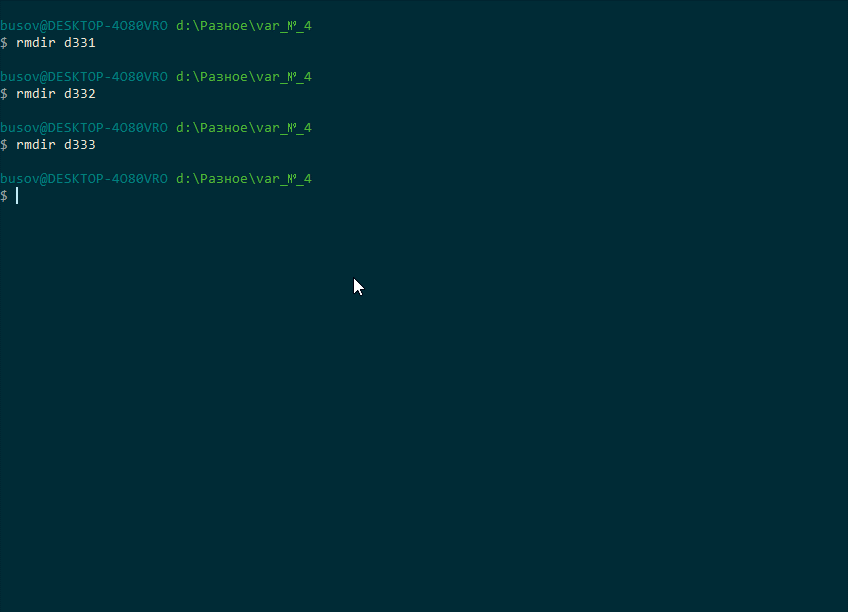 busov@DESKTOP-4O80VRO d:\Разное\var_№_4
$ rmdir d331
busov@DESKTOP-4O80VRO d:\Разное\var_№_4
$ rmdir d332
busov@DESKTOP-4O80VRO d:\Разное\var_№_4
$ rmdir d333
busov@DESKTOP-4O80VRO d:\Разное\var_№_4
$